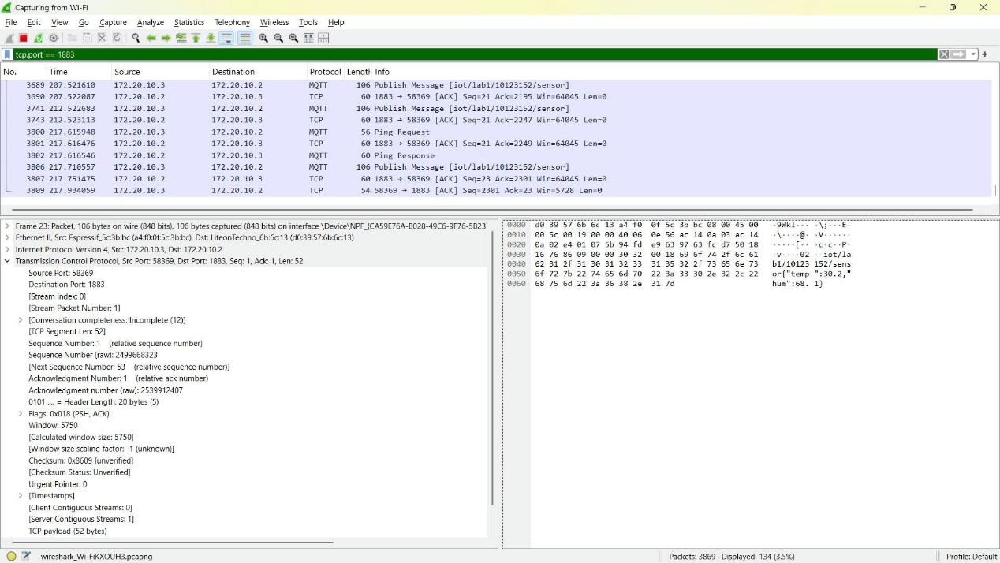 Capturing from Wi-Fi
File Edit View Go Capture Analyze Statistics Telephony Wireless Tools Help
tcp.port == 1883
No. Time Source Destination Protocol Length Info
3689 207.521610 172.20.10.3 172.20.10.2 MQTT 106 Publish Message [iot/lab1/10123152/sensor]
3690 207.522087 172.20.10.2 172.20.10.3 TCP 60 1883 → 58369 [ACK] Seq=21 Ack=2195 Win=64045 Len=0
3741 212.522683 172.20.10.3 172.20.10.2 MQTT 106 Publish Message [iot/lab1/10123152/sensor]
3743 212.523113 172.20.10.2 172.20.10.3 TCP 60 1883 → 58369 [ACK] Seq=21 Ack=2247 Win=64045 Len=0
3800 217.615948 172.20.10.3 172.20.10.2 MQTT 56 Ping Request
3801 217.616476 172.20.10.2 172.20.10.3 TCP 60 1883 → 58369 [ACK] Seq=21 Ack=2249 Win=64045 Len=0
3802 217.616546 172.20.10.2 172.20.10.3 MQTT 60 Ping Response
3806 217.710557 172.20.10.3 172.20.10.2 MQTT 106 Publish Message [iot/lab1/10123152/sensor]
3807 217.751475 172.20.10.2 172.20.10.3 TCP 60 1883 → 58369 [ACK] Seq=23 Ack=2301 Win=64045 Len=0
3809 217.934059 172.20.10.3 172.20.10.2 TCP 54 58369 → 1883 [ACK] Seq=2301 Ack=23 Win=5728 Len=0
Frame 23: Packet, 106 bytes on wire (848 bits), 106 bytes captured (848 bits) on interface \Device\NPF_{CA59E76A-B028-49C6-9F76-5B23
Ethernet II, Src: Espressif_5c:3b:bc (a4:f0:0f:5c:3b:bc), Dst: LiteonTechno_6b:6c:13 (d0:39:57:6b:6c:13)
Internet Protocol Version 4, Src: 172.20.10.3, Dst: 172.20.10.2
Transmission Control Protocol, Src Port: 58369, Dst Port: 1883, Seq: 1, Ack: 1, Len: 52
Source Port: 58369
Destination Port: 1883
[Stream index: 0]
[Stream Packet Number: 1]
[Conversation completeness: Incomplete (12)]
[TCP Segment Len: 52]
Sequence Number: 1 (relative sequence number)
Sequence Number (raw): 2499668323
[Next Sequence Number: 53 (relative sequence number)]
Acknowledgment Number: 1 (relative ack number)
Acknowledgment number (raw): 2539912407
0101 .... = Header Length: 20 bytes (5)
Flags: 0x018 (PSH, ACK)
Window: 5750
[Calculated window size: 5750]
[Window size scaling factor: -1 (unknown)]
Checksum: 0x8609 [unverified]
[Checksum Status: Unverified]
Urgent Pointer: 0
[Timestamps]
[Client Contiguous Streams: 0]
[Server Contiguous Streams: 1]
TCP payload (52 bytes)
0000 d0 39 57 6b 6c 13 a4 f0 0f 5c 3b bc 08 00 45 00 ·9Wkl··· ·\;···E·
0010 00 5c 00 19 00 00 40 06 0e 56 ac 14 0a 03 ac 14 ·\····@· ·V······
0020 0a 02 e4 01 07 5b 94 fd e9 63 97 63 fc d7 50 18 ·····[·· ·c·c··P·
0030 16 76 86 09 00 00 30 32 00 18 69 6f 74 2f 6c 61 ·v····02 ··iot/la
0040 62 31 2f 31 30 31 32 33 31 35 32 2f 73 65 6e 73 b1/10123 152/sens
0050 6f 72 7b 22 74 65 6d 70 22 3a 33 30 2e 32 2c 22 or{"temp ":30.2,"
0060 68 75 6d 22 3a 36 38 2e 31 7d hum":68. 1}
wireshark_Wi-FiKXOUH3.pcapng Packets: 3869 · Displayed: 134 (3.5%) Profile: Default